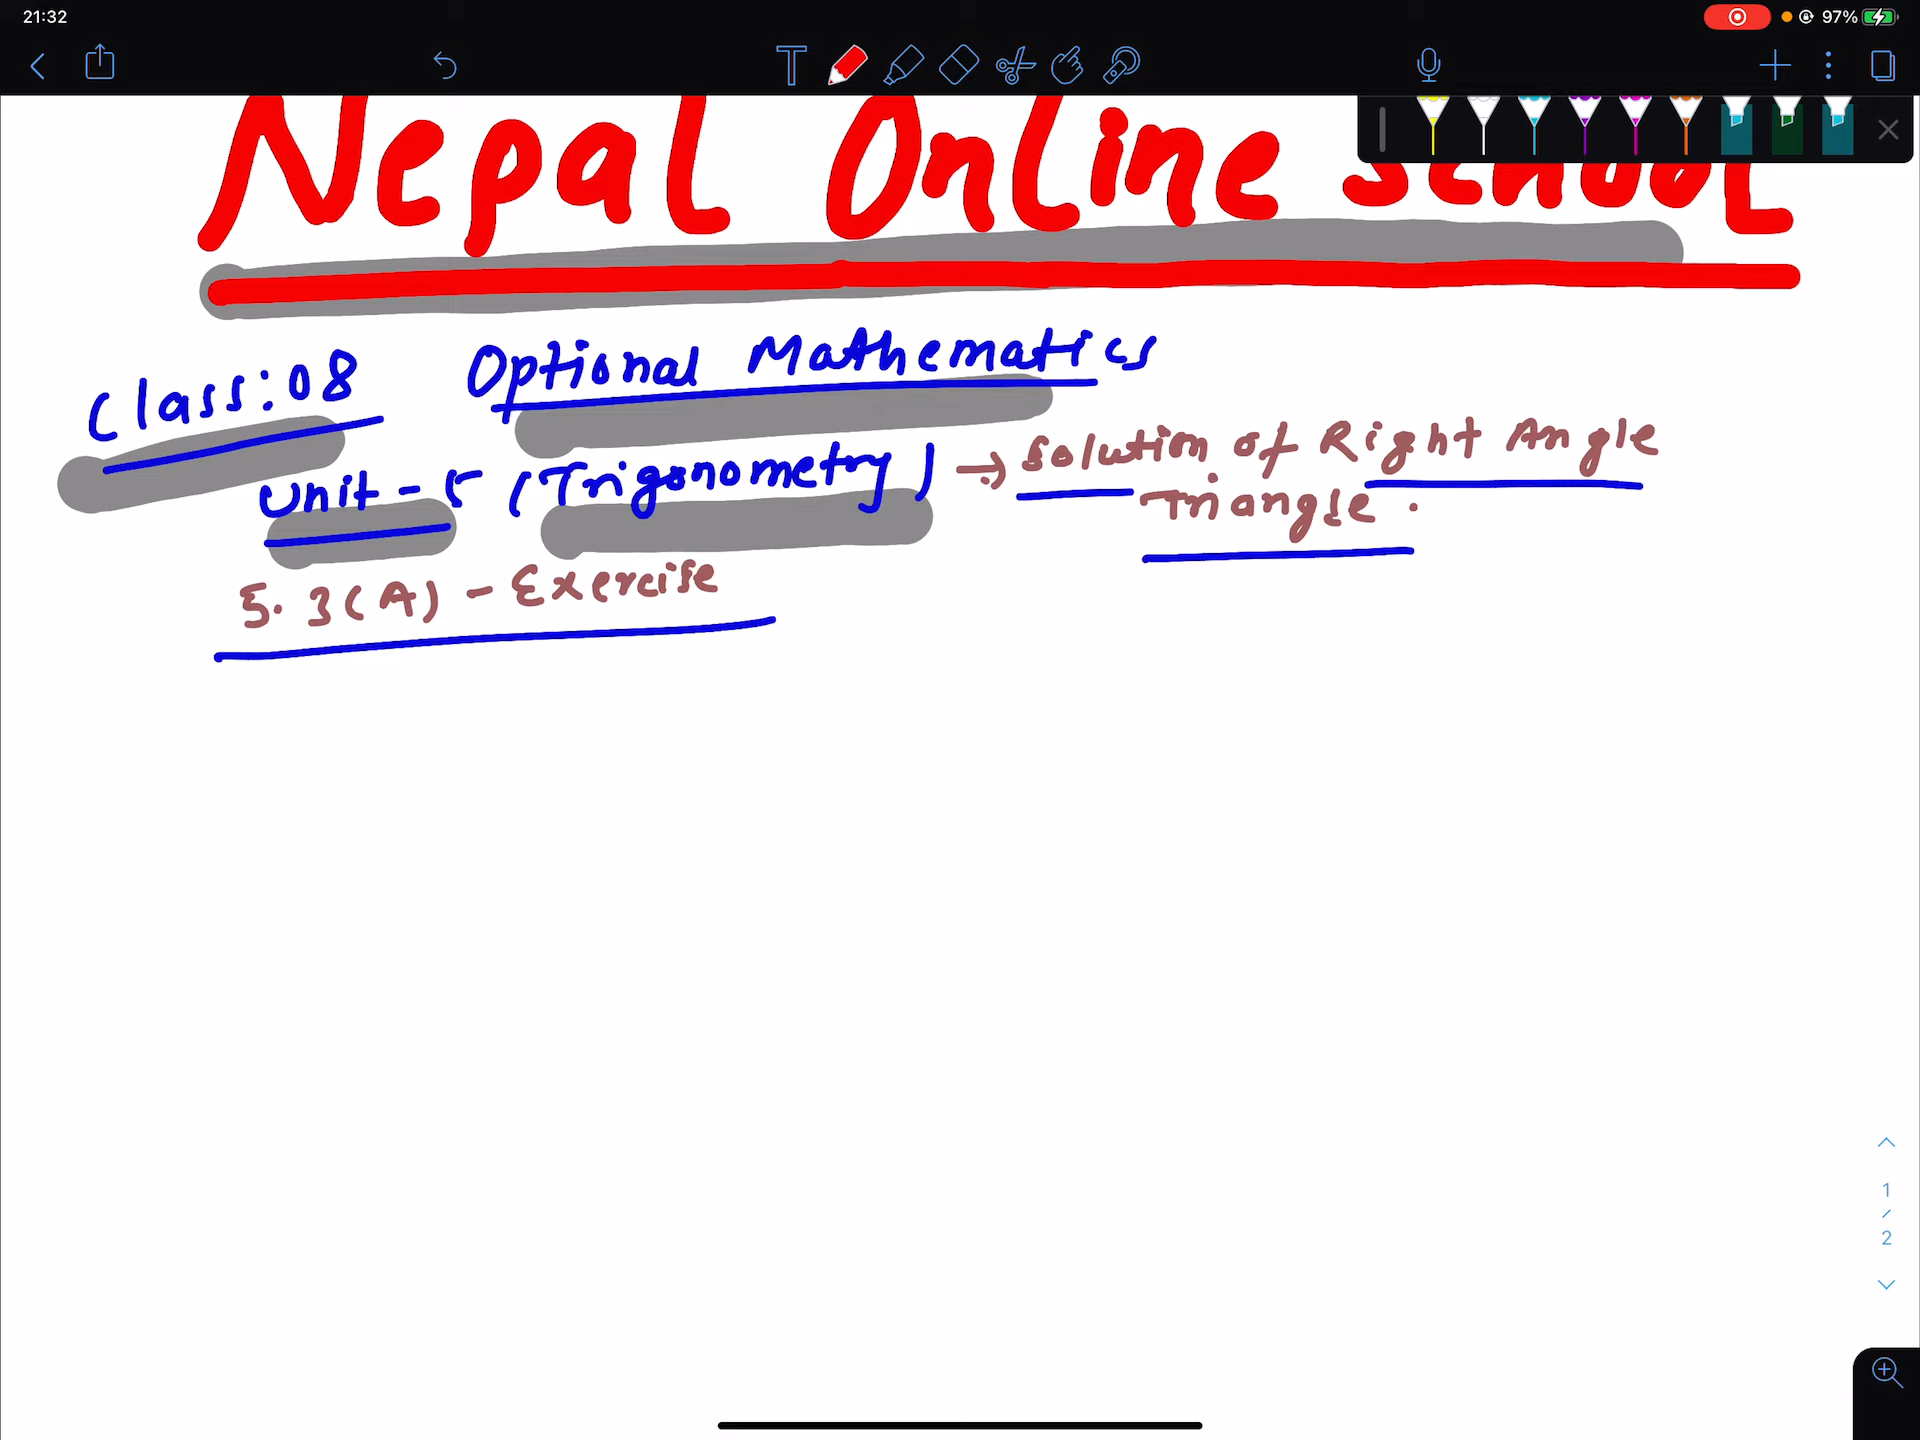 21:32
97%
Nepal Online School
Class:08 Optional Mathematics
Unit - 5 (Trigonometry) → Solution of Right Angle
Triangle.
5.3(A) - Exercise
1
/
2